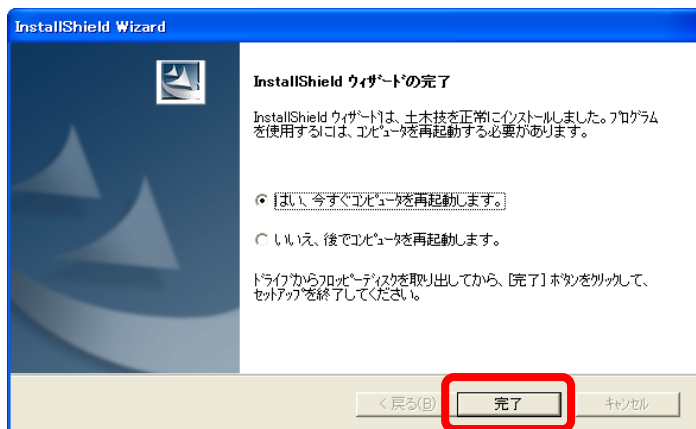 InstallShield Wizard
InstallShield ウィザードの完了
InstallShield ウィザードは、土木技を正常にインストールしました。プログラム
を使用するには、コンピュータを再起動する必要があります。
はい、今すぐコンピュータを再起動します。
いいえ、後でコンピュータを再起動します。
ドライブからフロッピーディスクを取り出してから、[完了] ボタンをクリックして、
セットアップを終了してください。
< 戻る(B)
完了
キャンセル